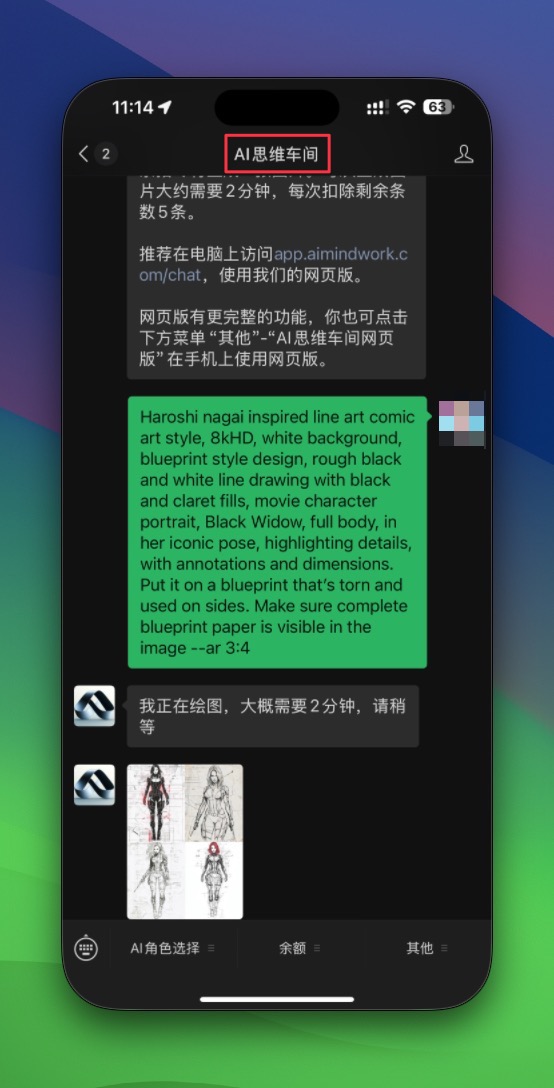 11:14
63
2
AI思维车间
片大约需要2分钟，每次扣除剩余条
数5条。
推荐在电脑上访问app.aimindwork.c
om/chat，使用我们的网页版。
网页版有更完整的功能，你也可点击
下方菜单“其他”-“AI思维车间网页
版”在手机上使用网页版。
Haroshi nagai inspired line art comic
art style, 8kHD, white background,
blueprint style design, rough black
and white line drawing with black
and claret fills, movie character
portrait, Black Widow, full body, in
her iconic pose, highlighting details,
with annotations and dimensions.
Put it on a blueprint that’s torn and
used on sides. Make sure complete
blueprint paper is visible in the
image --ar 3:4
我正在绘图，大概需要2分钟，请稍
等
AI角色选择
余额
其他